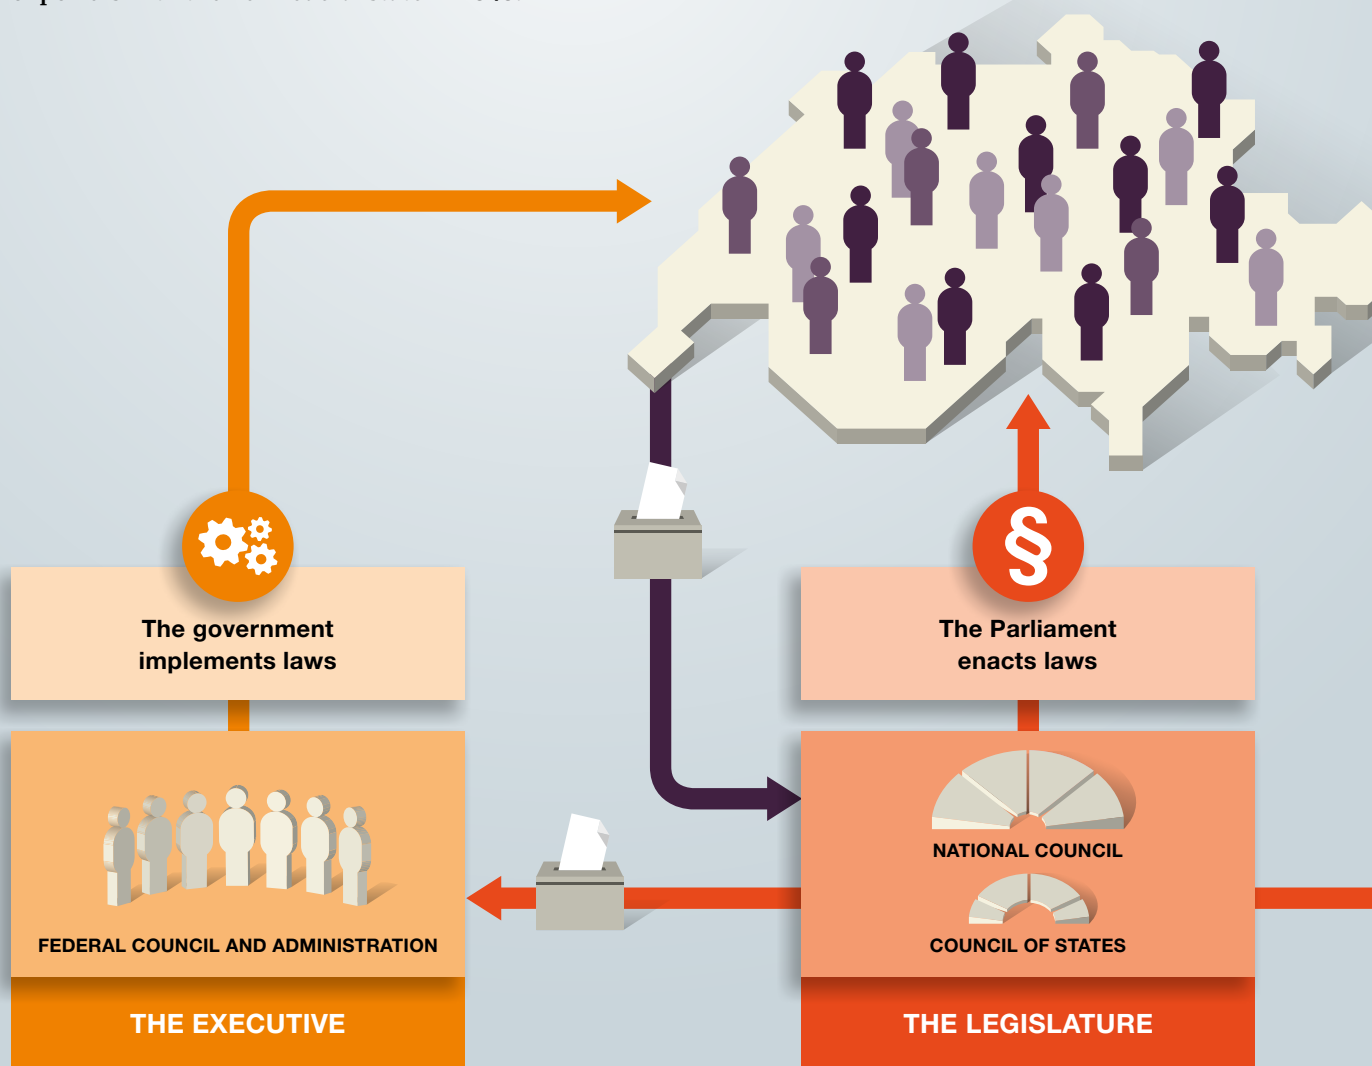 The government
implements laws
The Parliament
enacts laws
§
NATIONAL COUNCIL
COUNCIL OF STATES
FEDERAL COUNCIL AND ADMINISTRATION
THE EXECUTIVE
THE LEGISLATURE